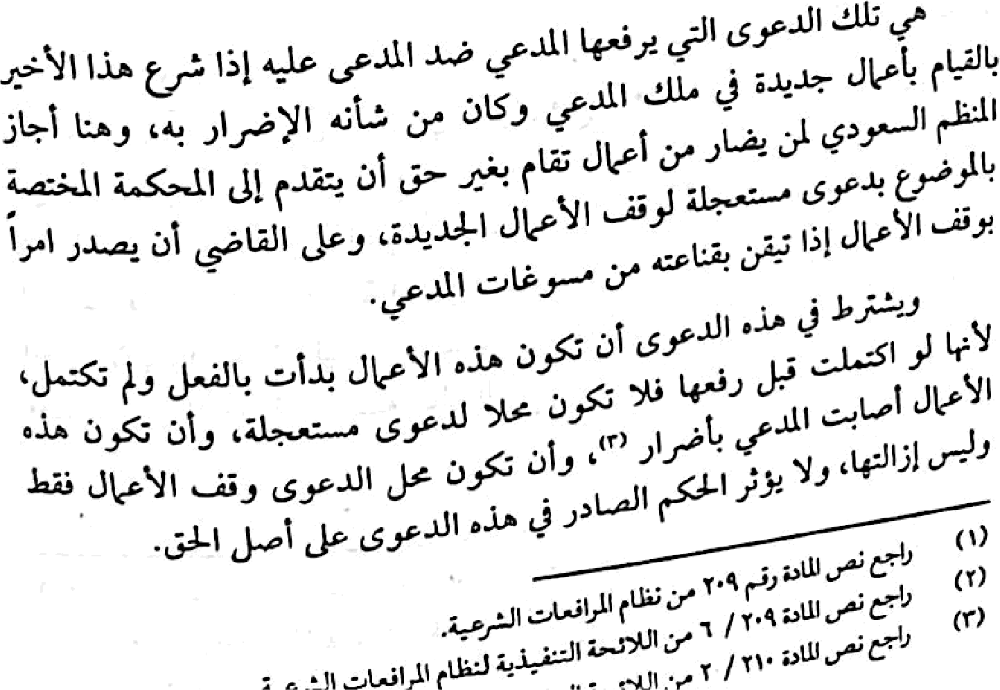 هي تلك الدعوى التي يرفعها المدعي ضد المدعى عليه إذا شرع هذا الأخير
بالقيام بأعمال جديدة في ملك المدعي وكان من شأنه الإضرار به، وهنا أجاز
المنظم السعودي لمن يضار من أعمال تقام بغير حق أن يتقدم إلى المحكمة المختصة
بالموضوع بدعوى مستعجلة لوقف الأعمال الجديدة، وعلى القاضي أن يصدر امراً
بوقف الأعمال إذا تيقن بقناعته من مسوغات المدعي.
ويشترط في هذه الدعوى أن تكون هذه الأعمال بدأت بالفعل ولم تكتمل،
لأنها لو اكتملت قبل رفعها فلا تكون محلا لدعوى مستعجلة، وأن تكون هذه
الأعمال أصابت المدعي بأضرار (٣)، وأن تكون محل الدعوى وقف الأعمال فقط
وليس إزالتها، ولا يؤثر الحكم الصادر في هذه الدعوى على أصل الحق.
(١) راجع نص المادة رقم ٢٠٩ من نظام المرافعات الشرعية.
(٢) راجع نص المادة ٢٠٩ / ٦ من اللائحة التنفيذية لنظام المرافعات الشرعية
(٣) راجع نص المادة ٢١٠ / ٢ من